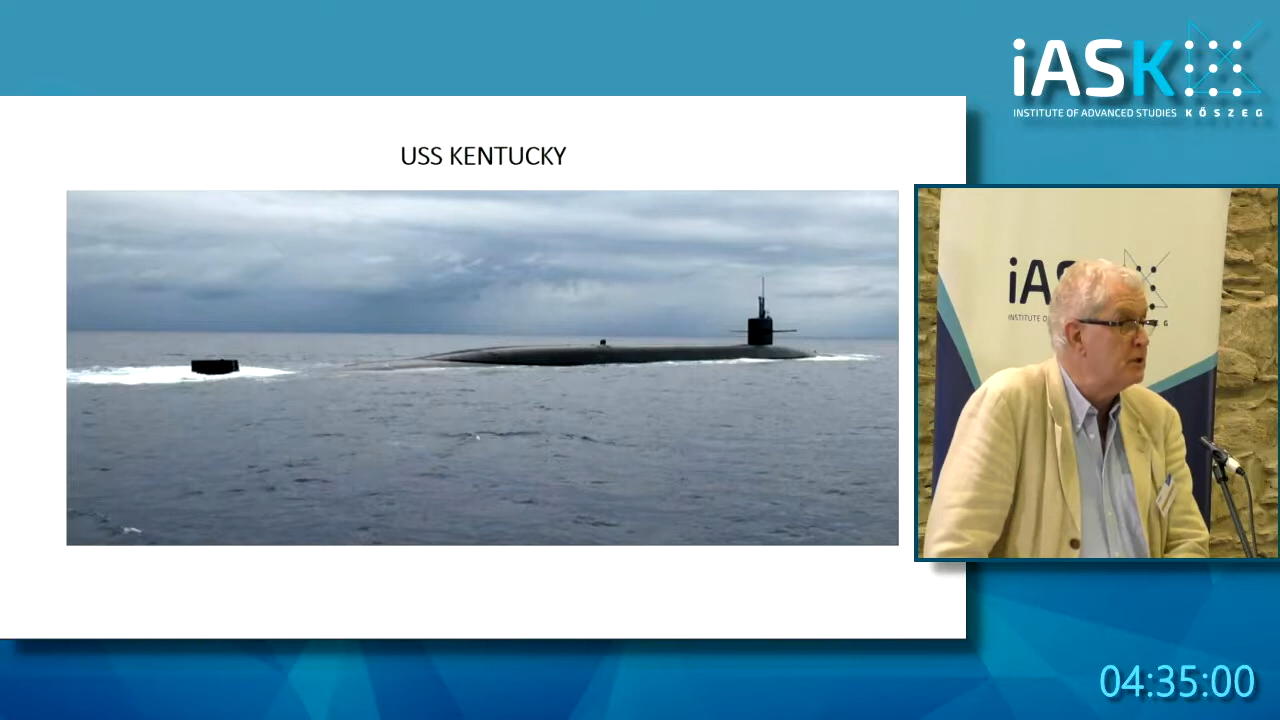 iASK
INSTITUTE OF ADVANCED STUDIES KŐSZEG
USS KENTUCKY
iAS
INSTITUTE O
E G
04:35:00